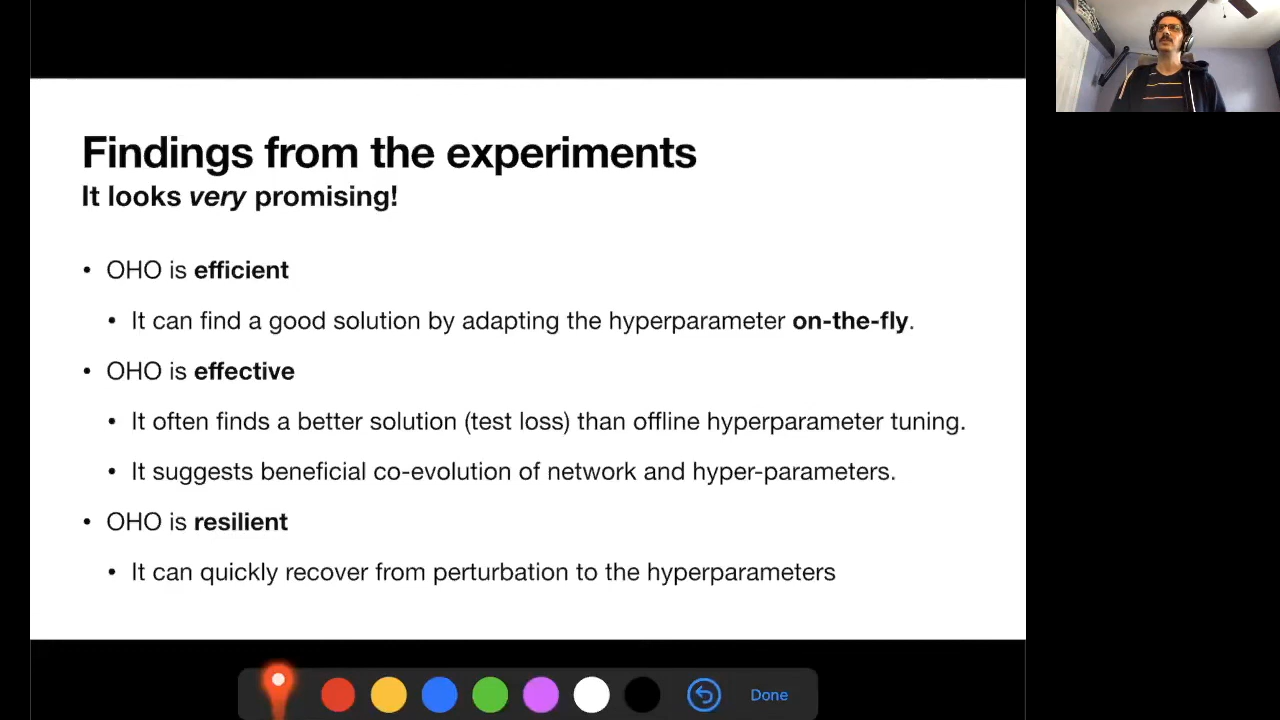 Findings from the experiments
It looks very promising!
• OHO is efficient
• It can find a good solution by adapting the hyperparameter on-the-fly.
• OHO is effective
• It often finds a better solution (test loss) than offline hyperparameter tuning.
• It suggests beneficial co-evolution of network and hyper-parameters.
• OHO is resilient
• It can quickly recover from perturbation to the hyperparameters
Done